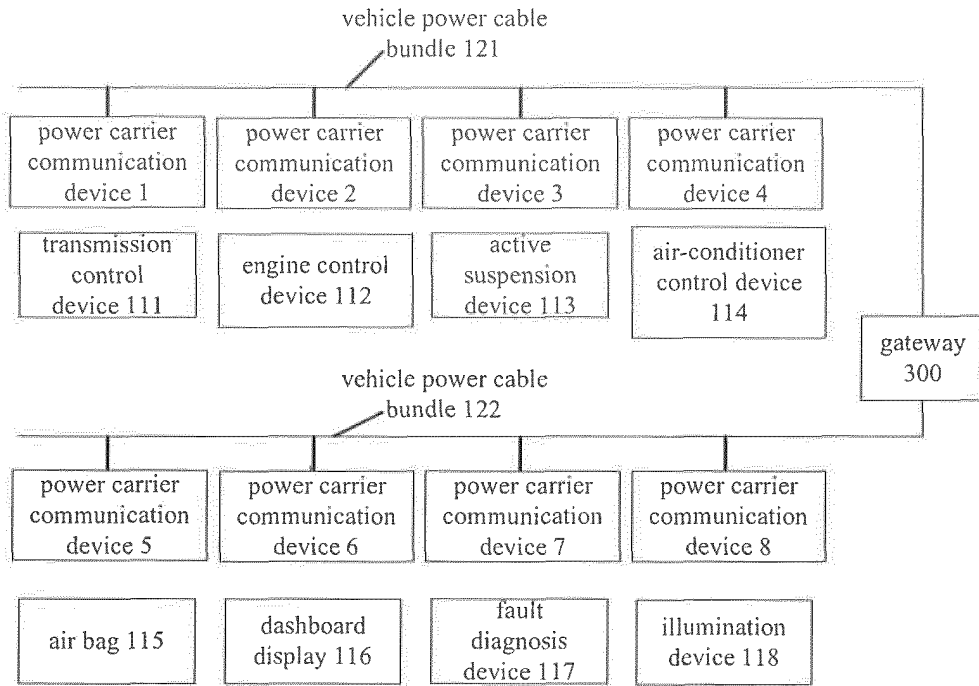 vehicle power cable
bundle 121
power carrier
communication
device 1
power carrier
communication
device 2
power carrier
communication
device 3
power carrier
communication
device 4
transmission
control
device 111
engine control
device 112
active
suspension
device 113
air-conditioner
control device
114
gateway
300
vehicle power cable
bundle 122
power carrier
communication
device 5
power carrier
communication
device 6
power carrier
communication
device 7
power carrier
communication
device 8
air bag 115
dashboard
display 116
fault
diagnosis
device 117
illumination
device 118